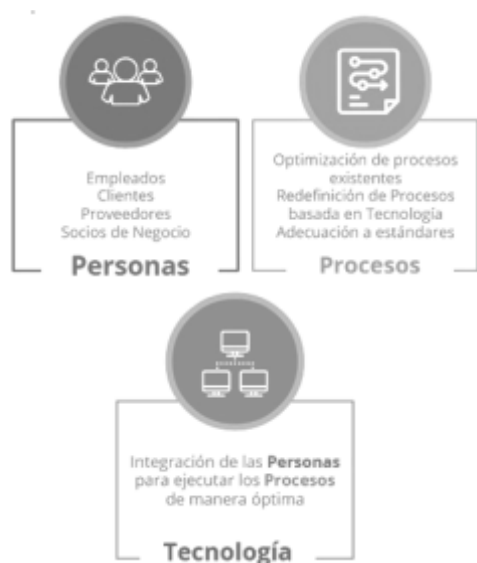 Empleados
Clientes
Proveedores
Socios de Negocio
Personas
Optimización de procesos
existentes
Redefinición de Procesos
basada en Tecnología
Adecuación a estándares
Procesos
Integración de las Personas
para ejecutar los Procesos
de manera óptima
Tecnología